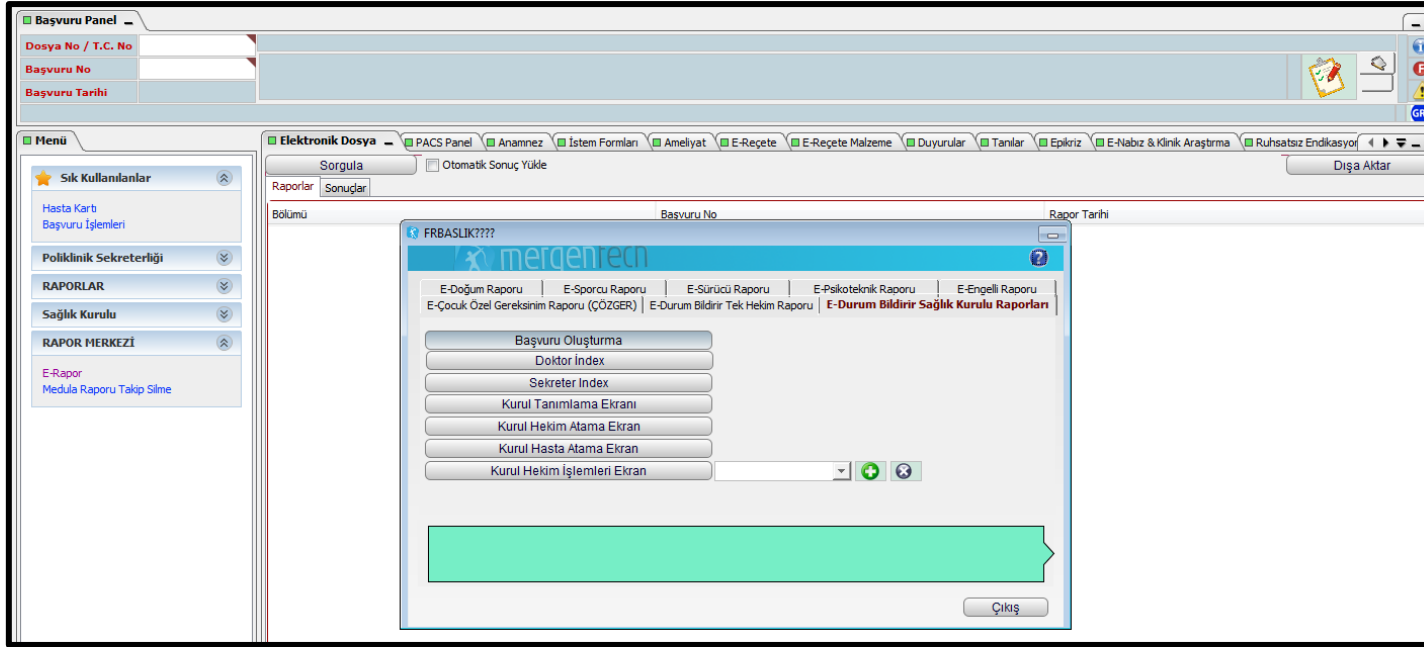 Başvuru Panel
Dosya No / T.C. No
Başvuru No
Başvuru Tarihi
Menü
Sık Kullanılanlar
Hasta Kartı
Başvuru İşlemleri
Poliklinik Sekreterliği
RAPORLAR
Sağlık Kurulu
RAPOR MERKEZİ
E-Rapor
Medula Raporu Takip Silme
Elektronik Dosya PACS Panel Anamnez İstem Formları Ameliyat E-Reçete E-Reçete Malzeme Duyurular Tanılar Epikriz E-Nabız & Klinik Araştırma Ruhsatsız Endikasyor
Sorgula Otomatik Sonuç Yükle Dışa Aktar
Raporlar Sonuçlar
Bölümü Başvuru No Rapor Tarihi
FRBASLIK????
mergentech
E-Doğum Raporu E-Sporcu Raporu E-Sürücü Raporu E-Psikoteknik Raporu E-Engelli Raporu
E-Çocuk Özel Gereksinim Raporu (ÇÖZGER) E-Durum Bildirir Tek Hekim Raporu E-Durum Bildirir Sağlık Kurulu Raporları
Başvuru Oluşturma
Doktor İndex
Sekreter Index
Kurul Tanımlama Ekranı
Kurul Hekim Atama Ekran
Kurul Hasta Atama Ekran
Kurul Hekim İşlemleri Ekran
Çıkış